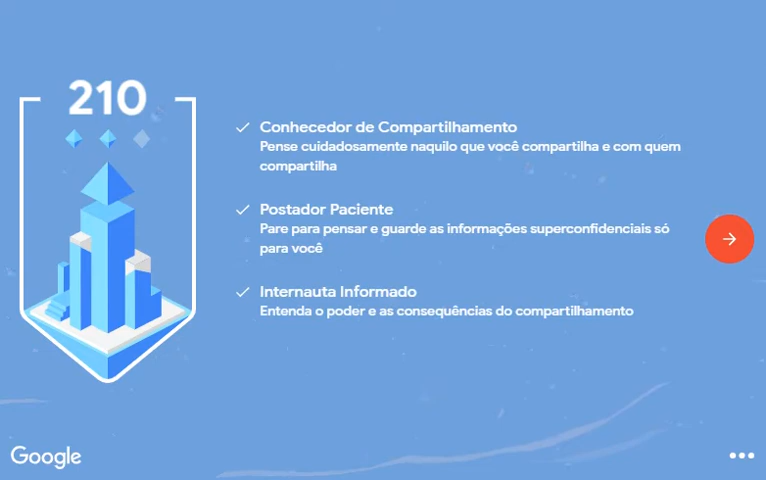 210
Conhecedor de Compartilhamento
Pense cuidadosamente naquilo que você compartilha e com quem
compartilha
Postador Paciente
Pare para pensar e guarde as informações superconfidenciais só
para você
Internauta Informado
Entenda o poder e as consequências do compartilhamento
Google